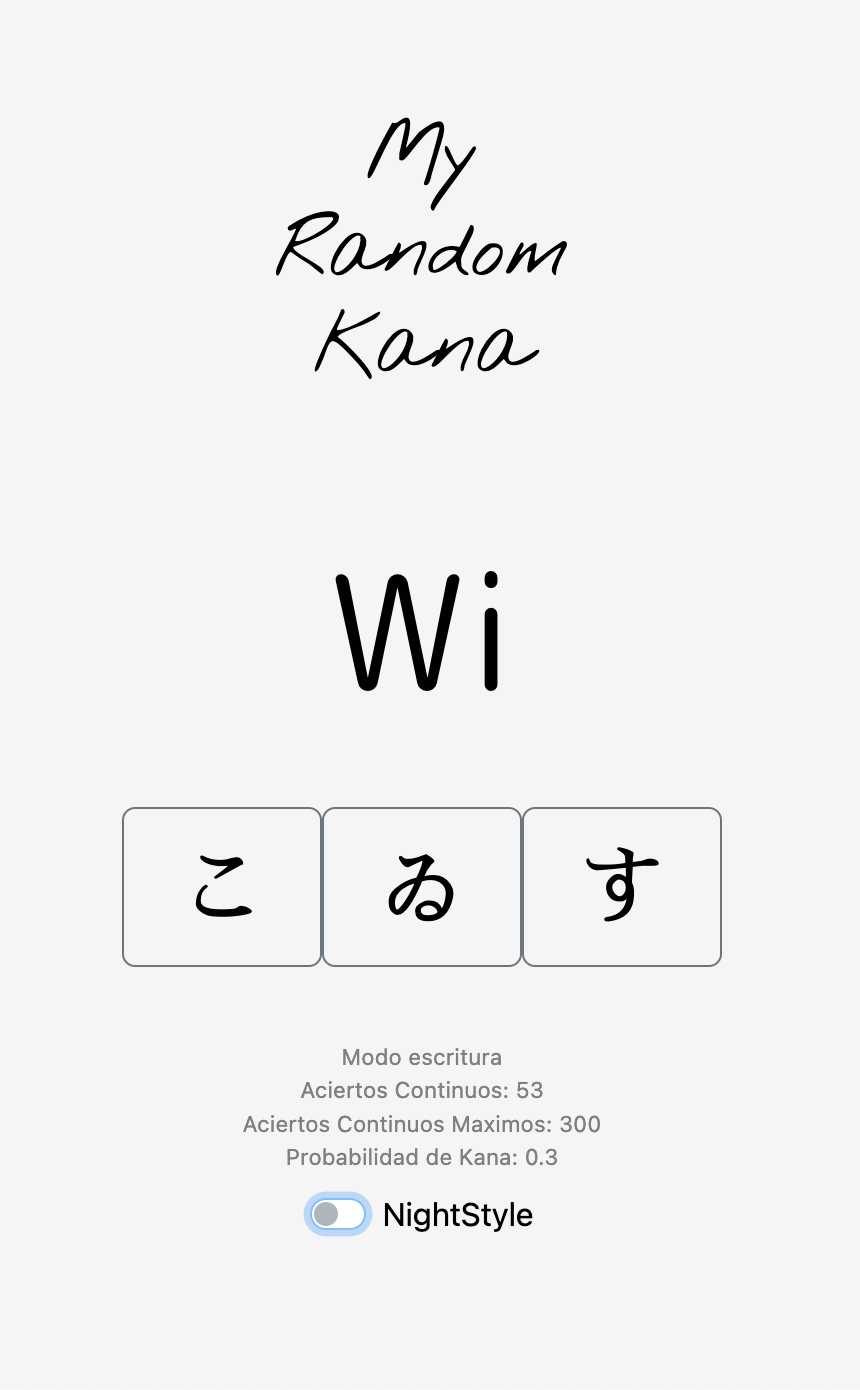 My
Random
Kana
Wi
こ ゐ す
Modo escritura
Aciertos Continuos: 53
Aciertos Continuos Maximos: 300
Probabilidad de Kana: 0.3
NightStyle